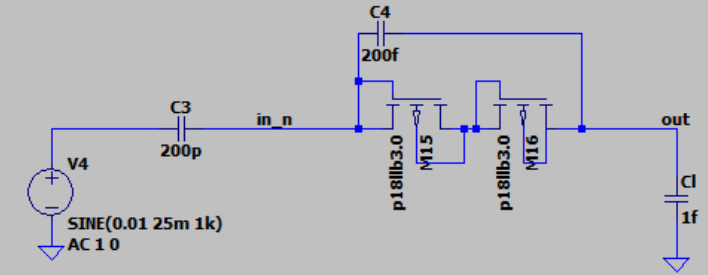 C4
200f
C3
200p
in_n
p18llb3.0
M15
p18llb3.0
M16
out
V4
SINE(0.01 25m 1k)
AC 1 0
Cl
1f